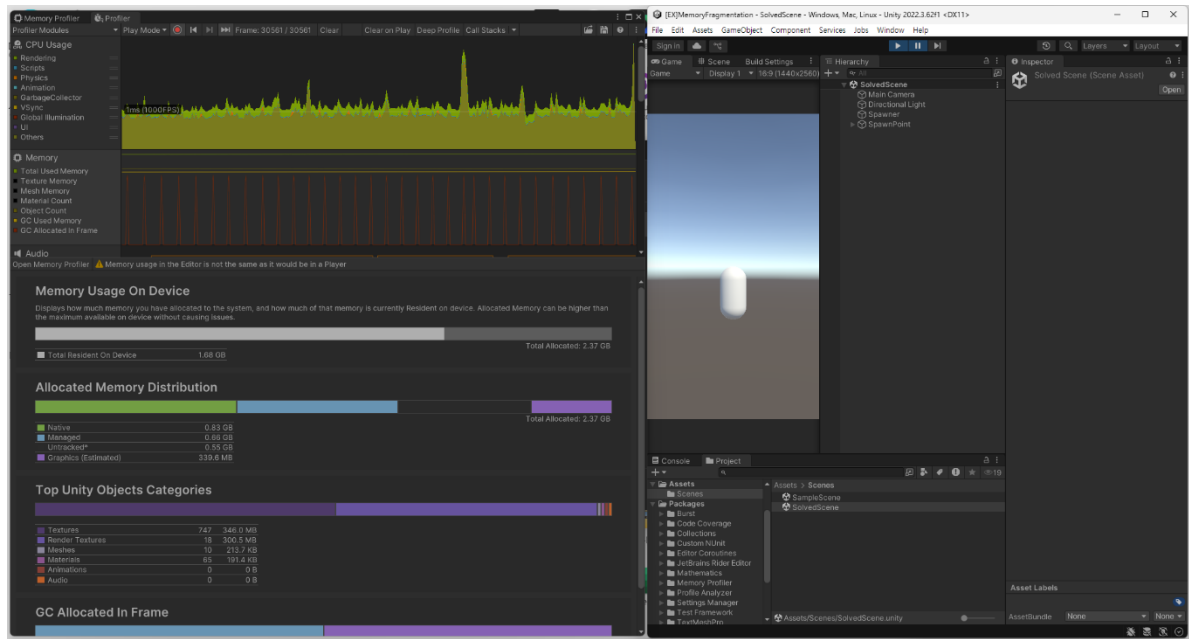 Memory Profiler
Profiler
Profiler Modules
Play Mode
Frame: 30561 / 30561
Clear
Clear on Play
Deep Profile
Call Stacks
CPU Usage
Rendering
Scripts
Physics
Animation
GarbageCollector
VSync
Global Illumination
UI
Others
1ms (1000FPS)
Memory
Total Used Memory
Texture Memory
Mesh Memory
Material Count
Object Count
GC Used Memory
GC Allocated In Frame
Audio
Open Memory Profiler
Memory usage in the Editor is not the same as it would be in a Player
Memory Usage On Device
Displays how much memory you have allocated to the system, and how much of that memory is currently Resident on device. Allocated Memory can be higher than
the maximum available on device without causing issues.
Total Allocated: 2.37 GB
Total Resident On Device 1.68 GB
Allocated Memory Distribution
Total Allocated: 2.37 GB
Native 0.83 GB
Managed 0.66 GB
Untracked* 0.55 GB
Graphics (Estimated) 339.6 MB
Top Unity Objects Categories
Textures 747 346.0 MB
Render Textures 18 300.5 MB
Meshes 10 213.7 KB
Materials 65 191.4 KB
Animations 0 0 B
Audio 0 0 B
GC Allocated In Frame
[EX]MemoryFragmentation - SolvedScene - Windows, Mac, Linux - Unity 2022.3.62f1 <DX11>
File Edit Assets GameObject Component Services Jobs Window Help
Sign in
Layers
Layout
Game
Scene
Build Settings
Game
Display 1
16:9 (1440x2560)
Hierarchy
All
SolvedScene
Main Camera
Directional Light
Spawner
SpawnPoint
Inspector
Solved Scene (Scene Asset)
Open
Console
Project
19
Assets
Scenes
Packages
Burst
Code Coverage
Collections
Custom NUnit
Editor Coroutines
JetBrains Rider Editor
Mathematics
Memory Profiler
Profile Analyzer
Settings Manager
Test Framework
TextMeshPro
Assets > Scenes
SampleScene
SolvedScene
Assets/Scenes/SolvedScene.unity
Asset Labels
AssetBundle
None
None